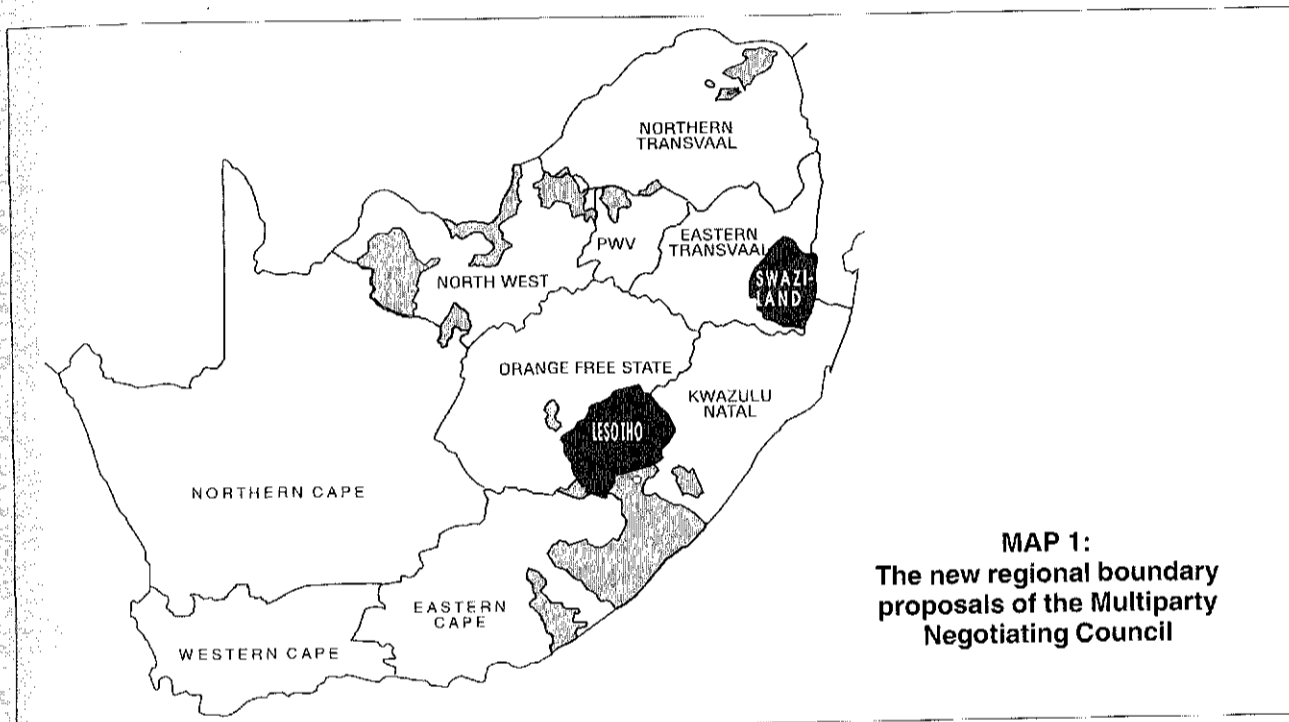 NORTHERN
TRANSVAAL
EASTERN
TRANSVAAL
PWV
SWAZI-
LAND
NORTH WEST
ORANGE FREE STATE
KWAZULU
NATAL
LESOTHO
NORTHERN CAPE
EASTERN
CAPE
WESTERN CAPE
MAP 1:
The new regional boundary
proposals of the Multiparty
Negotiating Council